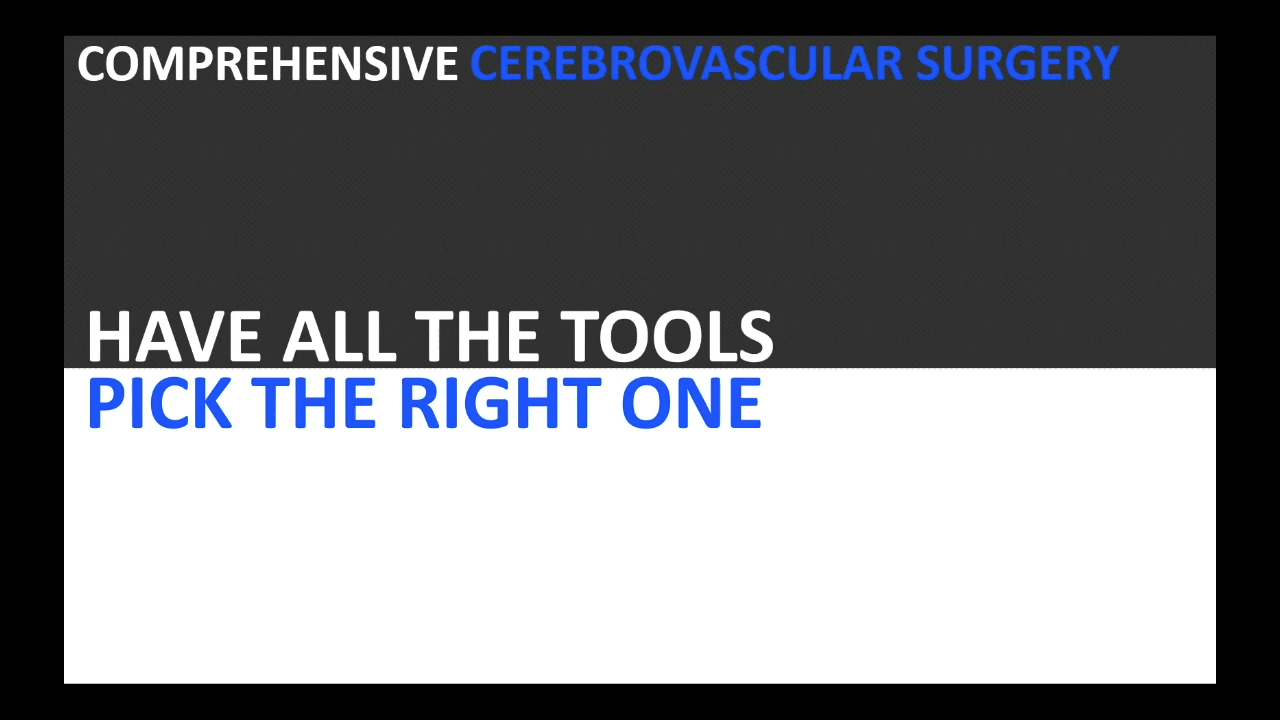 COMPREHENSIVE CEREBROVASCULAR SURGERY
HAVE ALL THE TOOLS
PICK THE RIGHT ONE